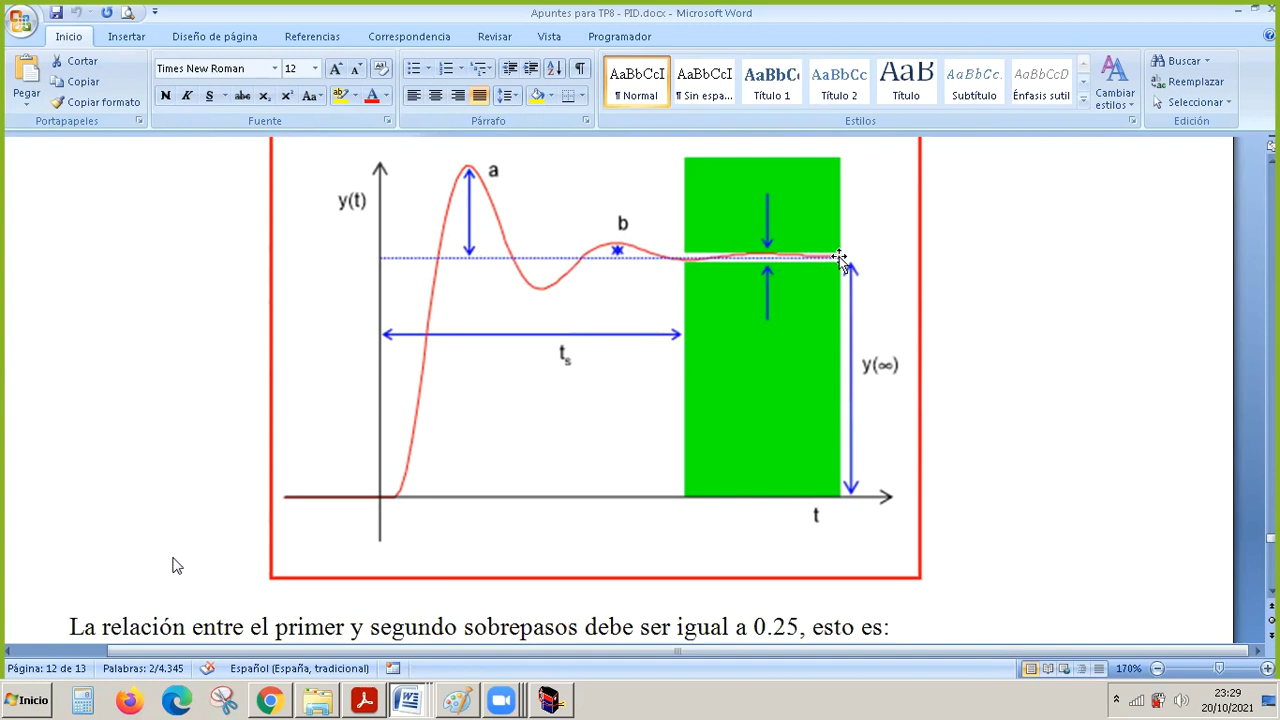 Apuntes para TP8 - PID.docx - Microsoft Word
Inicio Insertar Diseño de página Referencias Correspondencia Revisar Vista Programador
Pegar
Cortar
Copiar
Copiar formato
Portapapeles
Times New Roman 12
N K S abc x₂ x² Aa
Fuente
Párrafo
AaBbCcI AaBbCcI AaBbC AaBbCc AaB AaBbCc. AaBbCcD
¶ Normal ¶ Sin espa... Título 1 Título 2 Título Subtítulo Énfasis sutil
Cambiar estilos
Estilos
Buscar
Reemplazar
Seleccionar
Edición
a
y(t)
b
ts
y(∞)
t
La relación entre el primer y segundo sobrepasos debe ser igual a 0.25, esto es:
Página: 12 de 13 Palabras: 2/4.345 Español (España, tradicional) 170%
Inicio
23:29
20/10/2021